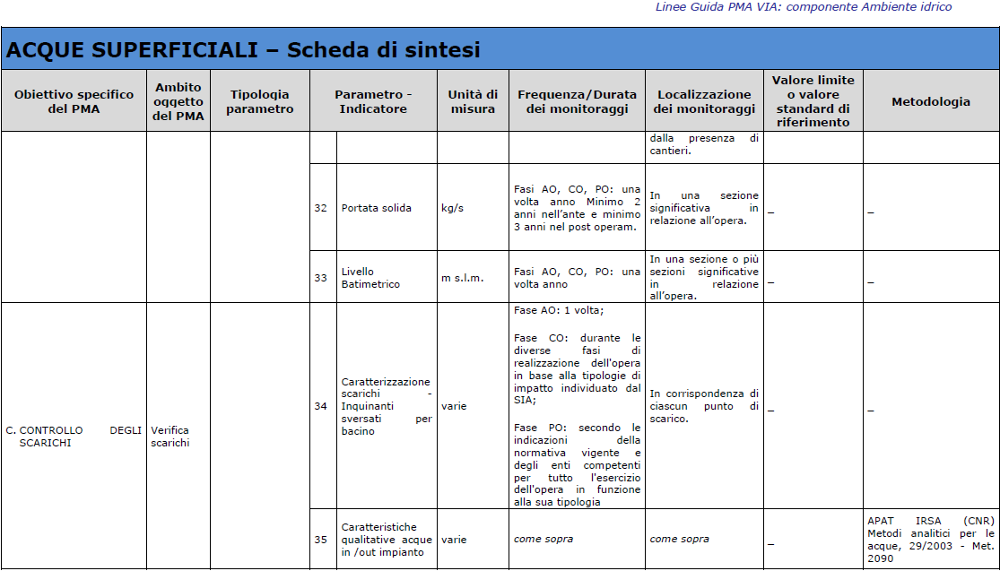 Linee Guida PMA VIA: componente Ambiente idrico
ACQUE SUPERFICIALI – Scheda di sintesi
Obiettivo specifico
del PMA
Ambito
oggetto
del PMA
Tipologia
parametro
Parametro -
Indicatore
Unità di
misura
Frequenza/Durata
dei monitoraggi
Localizzazione
dei monitoraggi
Valore limite
o valore
standard di
riferimento
Metodologia
dalla presenza di
cantieri.
32
Portata solida
kg/s
Fasi AO, CO, PO: una
volta anno Minimo 2
anni nell’ante e minimo
3 anni nel post operam.
In una sezione
significativa in
relazione all’opera.
_
_
33
Livello
Batimetrico
m s.l.m.
Fasi AO, CO, PO: una
volta anno
In una sezione o più
sezioni significative
in relazione
all’opera.
_
_
C. CONTROLLO DEGLI
SCARICHI
Verifica
scarichi
34
Caratterizzazione
scarichi -
Inquinanti
sversati per
bacino
varie
Fase AO: 1 volta;
Fase CO: durante le
diverse fasi di
realizzazione dell'opera
in base alla tipologie di
impatto individuato dal
SIA;
Fase PO: secondo le
indicazioni della
normativa vigente e
degli enti competenti
per tutto l'esercizio
dell'opera in funzione
alla sua tipologia
In corrispondenza di
ciascun punto di
scarico.
_
_
35
Caratteristiche
qualitative acque
in /out impianto
varie
come sopra
come sopra
_
APAT IRSA (CNR)
Metodi analitici per le
acque, 29/2003 - Met.
2090